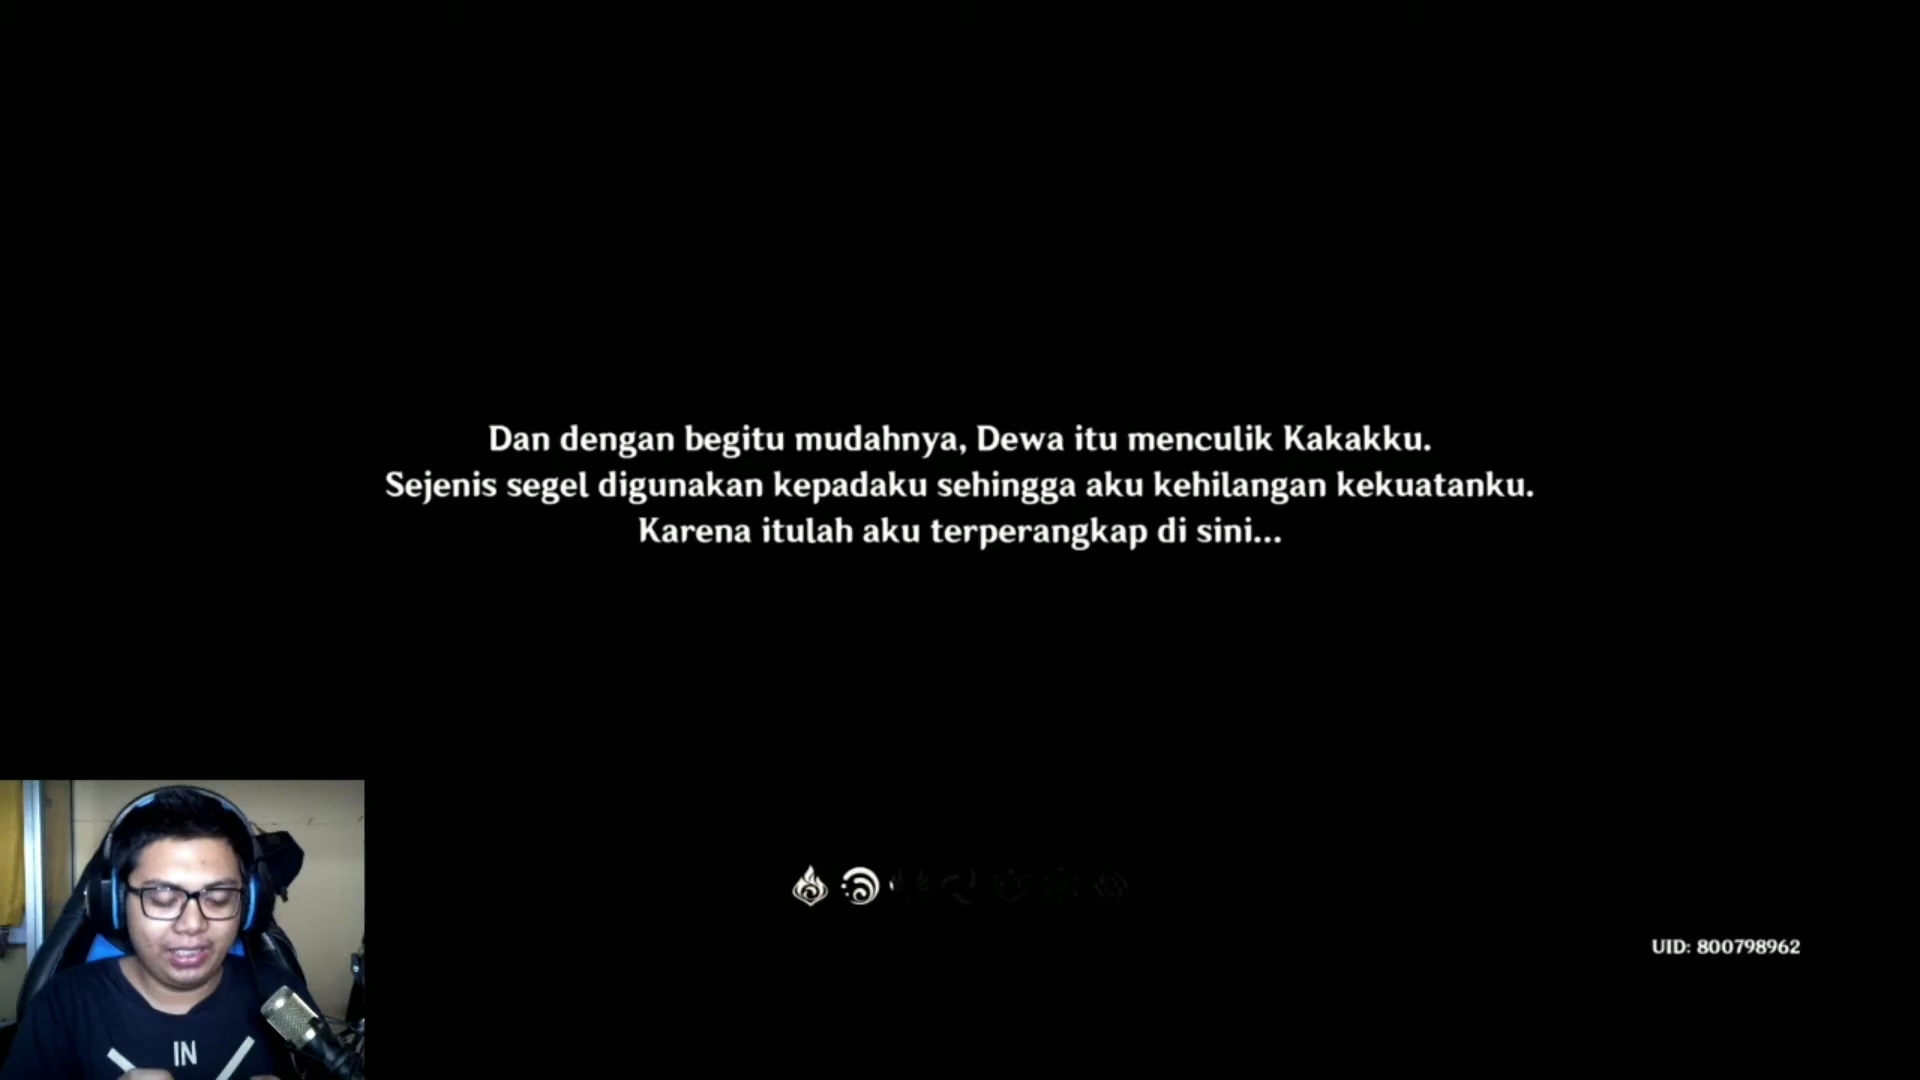 Dan dengan begitu mudahnya, Dewa itu menculik Kakakku.
Sejenis segel digunakan kepadaku sehingga aku kehilangan kekuatanku.
Karena itulah aku terperangkap di sini...
UID: 800798962
IN